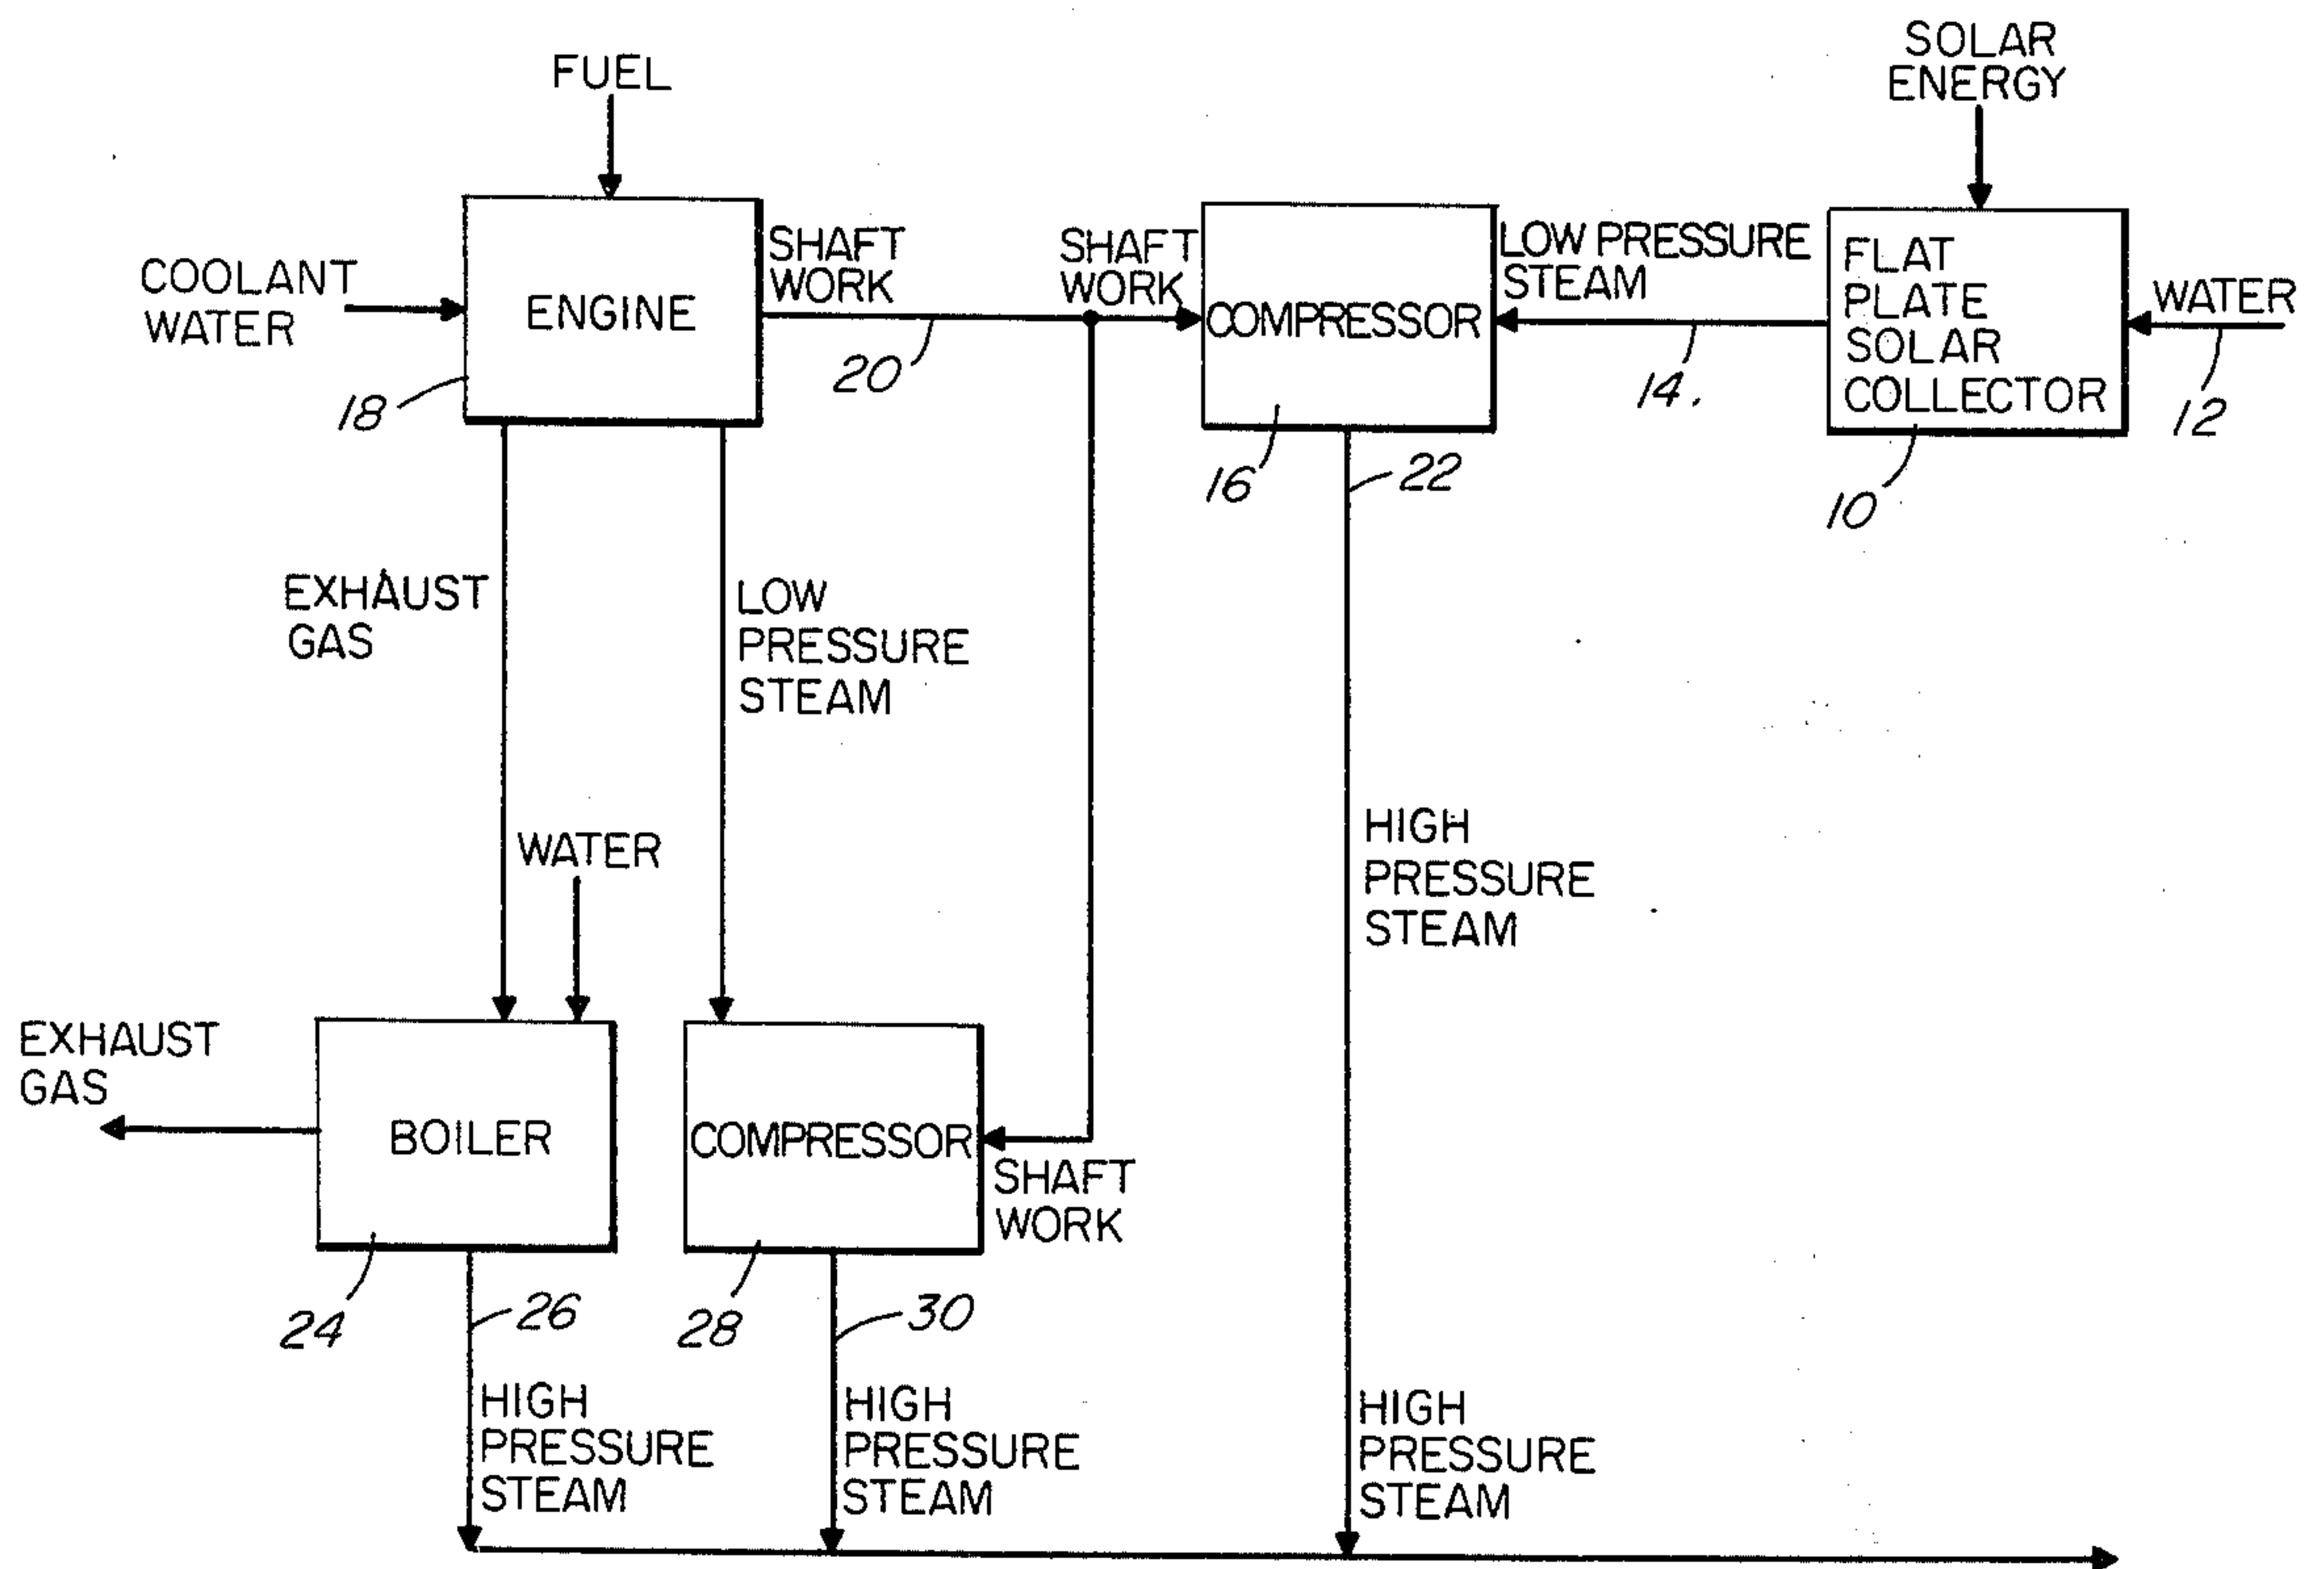 SOLAR
ENERGY
FUEL
COOLANT
WATER
ENGINE
SHAFT
WORK
SHAFT
WORK
COMPRESSOR
LOW PRESSURE
STEAM
FLAT
PLATE
SOLAR
COLLECTOR
WATER
18
20
16
22
14.
10
12
EXHAUST
GAS
LOW
PRESSURE
STEAM
HIGH
PRESSURE
STEAM
WATER
EXHAUST
GAS
BOILER
COMPRESSOR
SHAFT
WORK
24
26
28
30
HIGH
PRESSURE
STEAM
HIGH
PRESSURE
STEAM
HIGH
PRESSURE
STEAM